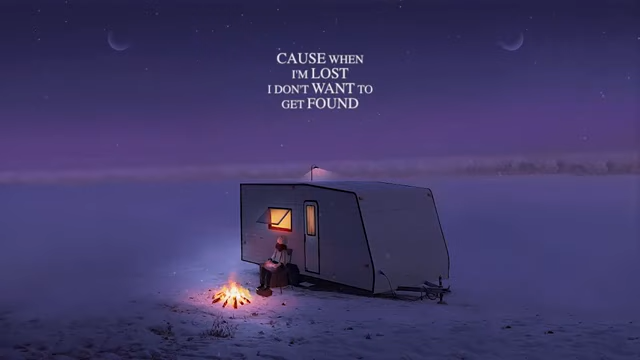 CAUSE WHEN
I'M LOST
I DON'T WANT TO
GET FOUND